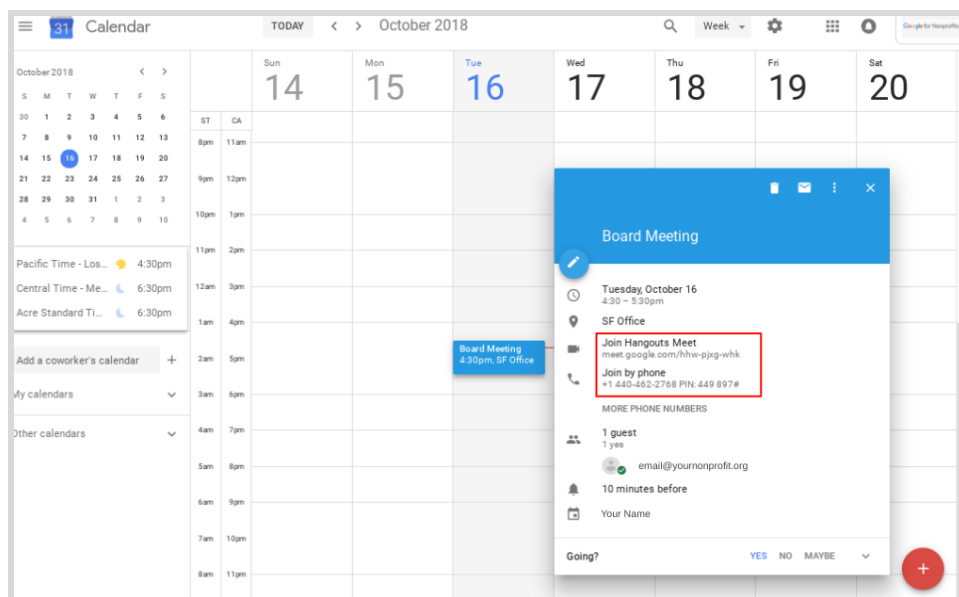 31 Calendar TODAY < > October 2018 Week Google for Nonprofits
October 2018 < >
S M T W T F S
30 1 2 3 4 5 6
7 8 9 10 11 12 13
14 15 16 17 18 19 20
21 22 23 24 25 26 27
28 29 30 31 1 2 3
4 5 6 7 8 9 10
Pacific Time - Los... 4:30pm
Central Time - Me... 6:30pm
Acre Standard Ti... 6:30pm
Add a coworker's calendar +
My calendars
Other calendars
Sun Mon Tue Wed Thu Fri Sat
14 15 16 17 18 19 20
ST CA
8pm 11am
9pm 12pm
10pm 1pm
11pm 2pm
12am 3pm
1am 4pm
2am 5pm
3am 6pm
4am 7pm
5am 8pm
6am 9pm
7am 10pm
8am 11pm
Board Meeting
4:30pm, SF Office
Board Meeting
Tuesday, October 16
4:30 – 5:30pm
SF Office
Join Hangouts Meet
meet.google.com/hhw-pjxg-whk
Join by phone
+1 440-462-2768 PIN: 449 897#
MORE PHONE NUMBERS
1 guest
1 yes
email@yournonprofit.org
10 minutes before
Your Name
Going? YES NO MAYBE
+